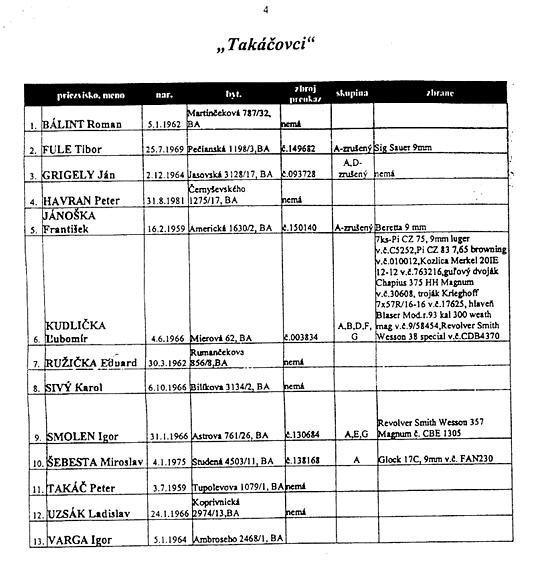 4
„Takáčovci“
priezvisko, meno nar. byt. zbroj preukaz skupina zbrane
1. BÁLINT Roman 5.1.1962 Martinčeková 787/32, BA nemá
2. FULE Tibor 25.7.1969 Pečianská 1198/3,BA č.149682 A-zrušený Sig Sauer 9mm
3. GRIGELY Ján 2.12.1964 Jasovská 3128/17, BA č.093728 A,D-zrušený nemá
4. HAVRAN Peter 31.8.1981 Černyševského 1275/17, BA nemá
5. JÁNOŠKA František 16.2.1959 Americká 1630/2, BA č.150140 A-zrušený Beretta 9 mm
6. KUDLIČKA Ľubomír 4.6.1966 Mierová 62, BA č.003834 A,B,D,F,G
7ks-Pi CZ 75, 9mm luger
v.č.C5252,Pi CZ 83 7,65 browning
v.č.010012,Kozlica Merkel 20IE
12-12 v.č.763216,guľový dvoják
Chapius 375 HH Magnum
v.č.30608, troják Krieghoff
7x57R/16-16 v.č.17625, hlaveň
Blaser Mod.r.93 kal 300 weath
mag v.č.9/58454,Revolver Smith
Wesson 38 special v.č.CDB4370
7. RUŽIČKA Eduard 30.3.1962 Rumančekova 856/8,BA nemá
8. SIVÝ Karol 6.10.1966 Bilíkova 3134/2, BA nemá
9. SMOLEN Igor 31.1.1966 Astrova 761/26, BA č.130684 A,E,G Revolver Smith Wesson 357 Magnum č. CBE 1305
10. ŠEBESTA Miroslav 4.1.1975 Studená 4503/11, BA č.138168 A Glock 17C, 9mm v.č. FAN230
11. TAKÁČ Peter 3.7.1959 Tupolevova 1079/1, BA nemá
12. UZSÁK Ladislav 24.1.1966 Koprivnická 2974/13,BA nemá
13. VARGA Igor 5.1.1964 Ambroseho 2468/1, BA